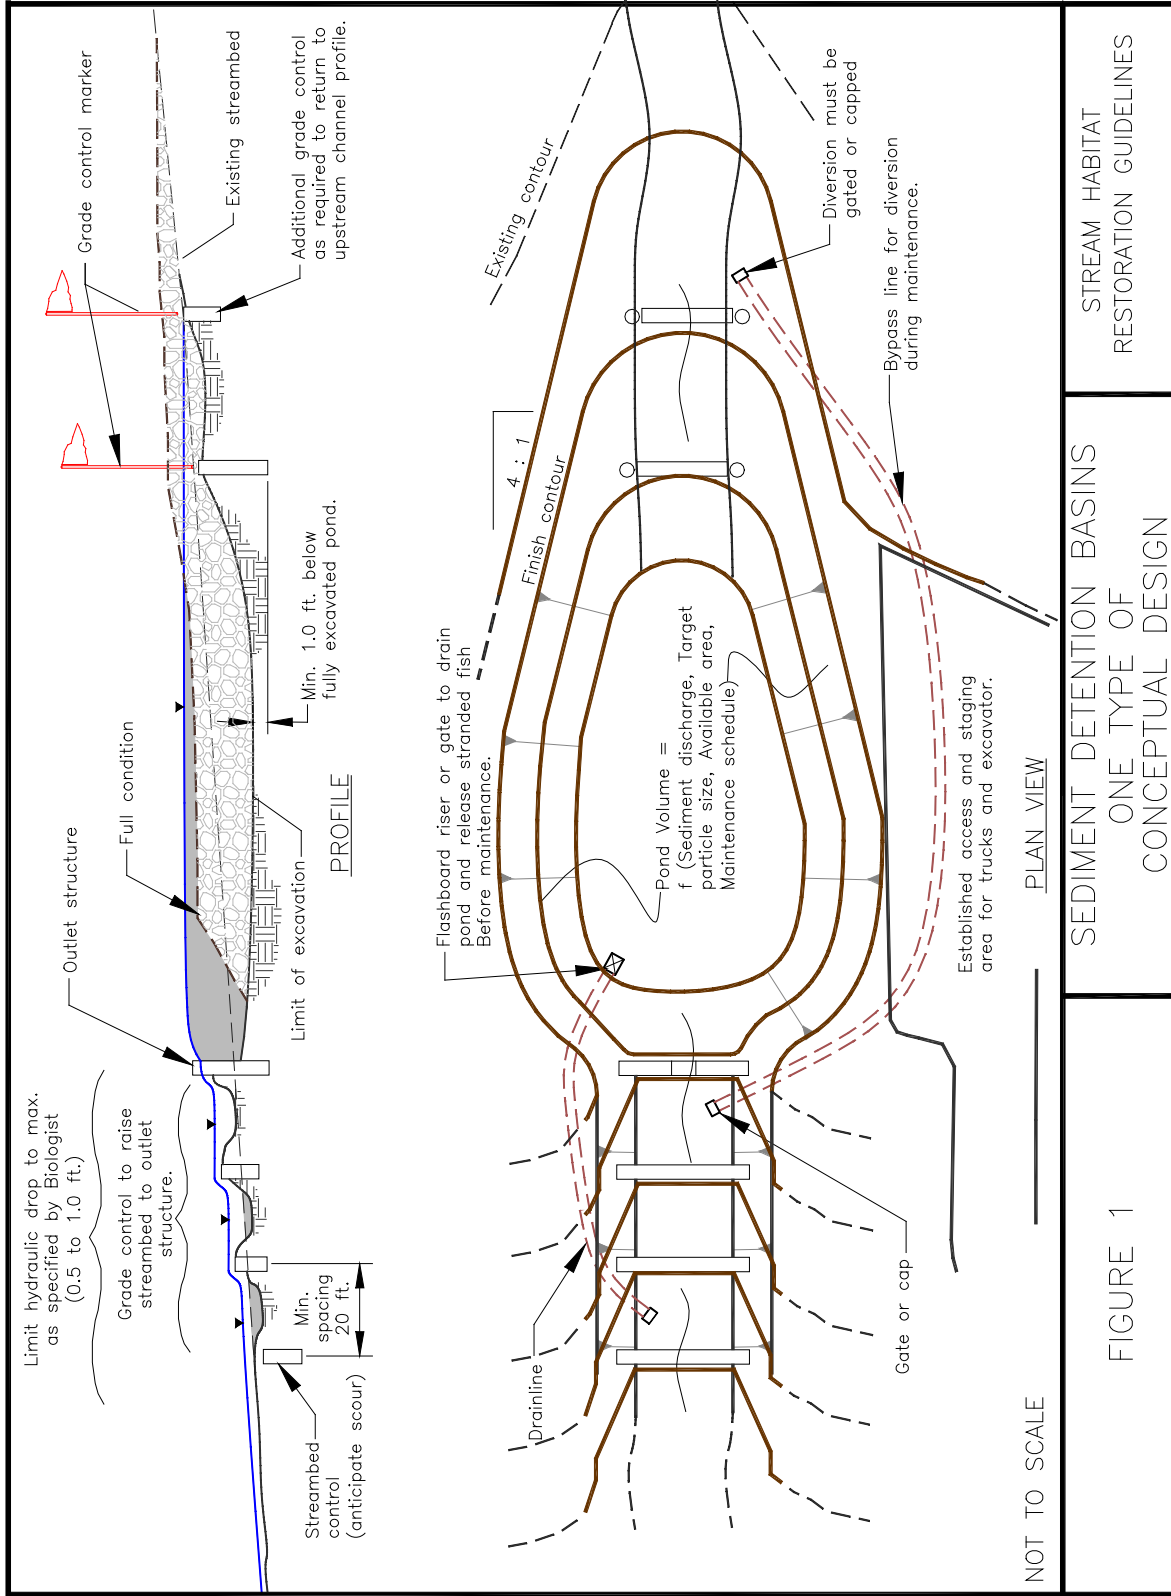 Limit hydraulic drop to max.
as specified by Biologist
(0.5 to 1.0 ft.)
Grade control to raise
streambed to outlet
structure.
Outlet structure
Full condition
Grade control marker
Existing streambed
Additional grade control
as required to return to
upstream channel profile.
Min. 1.0 ft. below
fully excavated pond.
Limit of excavation
Min.
spacing
20 ft.
Streambed
control
(anticipate scour)
PROFILE
Flashboard riser or gate to drain
pond and release stranded fish
Before maintenance.
Existing contour
4 : 1
Finish contour
Drainline
Pond Volume =
f (Sediment discharge, Target
particle size, Available area,
Maintenance schedule)
Diversion must be
gated or capped
Bypass line for diversion
during maintenance.
Gate or cap
Established access and staging
area for trucks and excavator.
PLAN VIEW
NOT TO SCALE
FIGURE 1
SEDIMENT DETENTION BASINS
ONE TYPE OF
CONCEPTUAL DESIGN
STREAM HABITAT
RESTORATION GUIDELINES